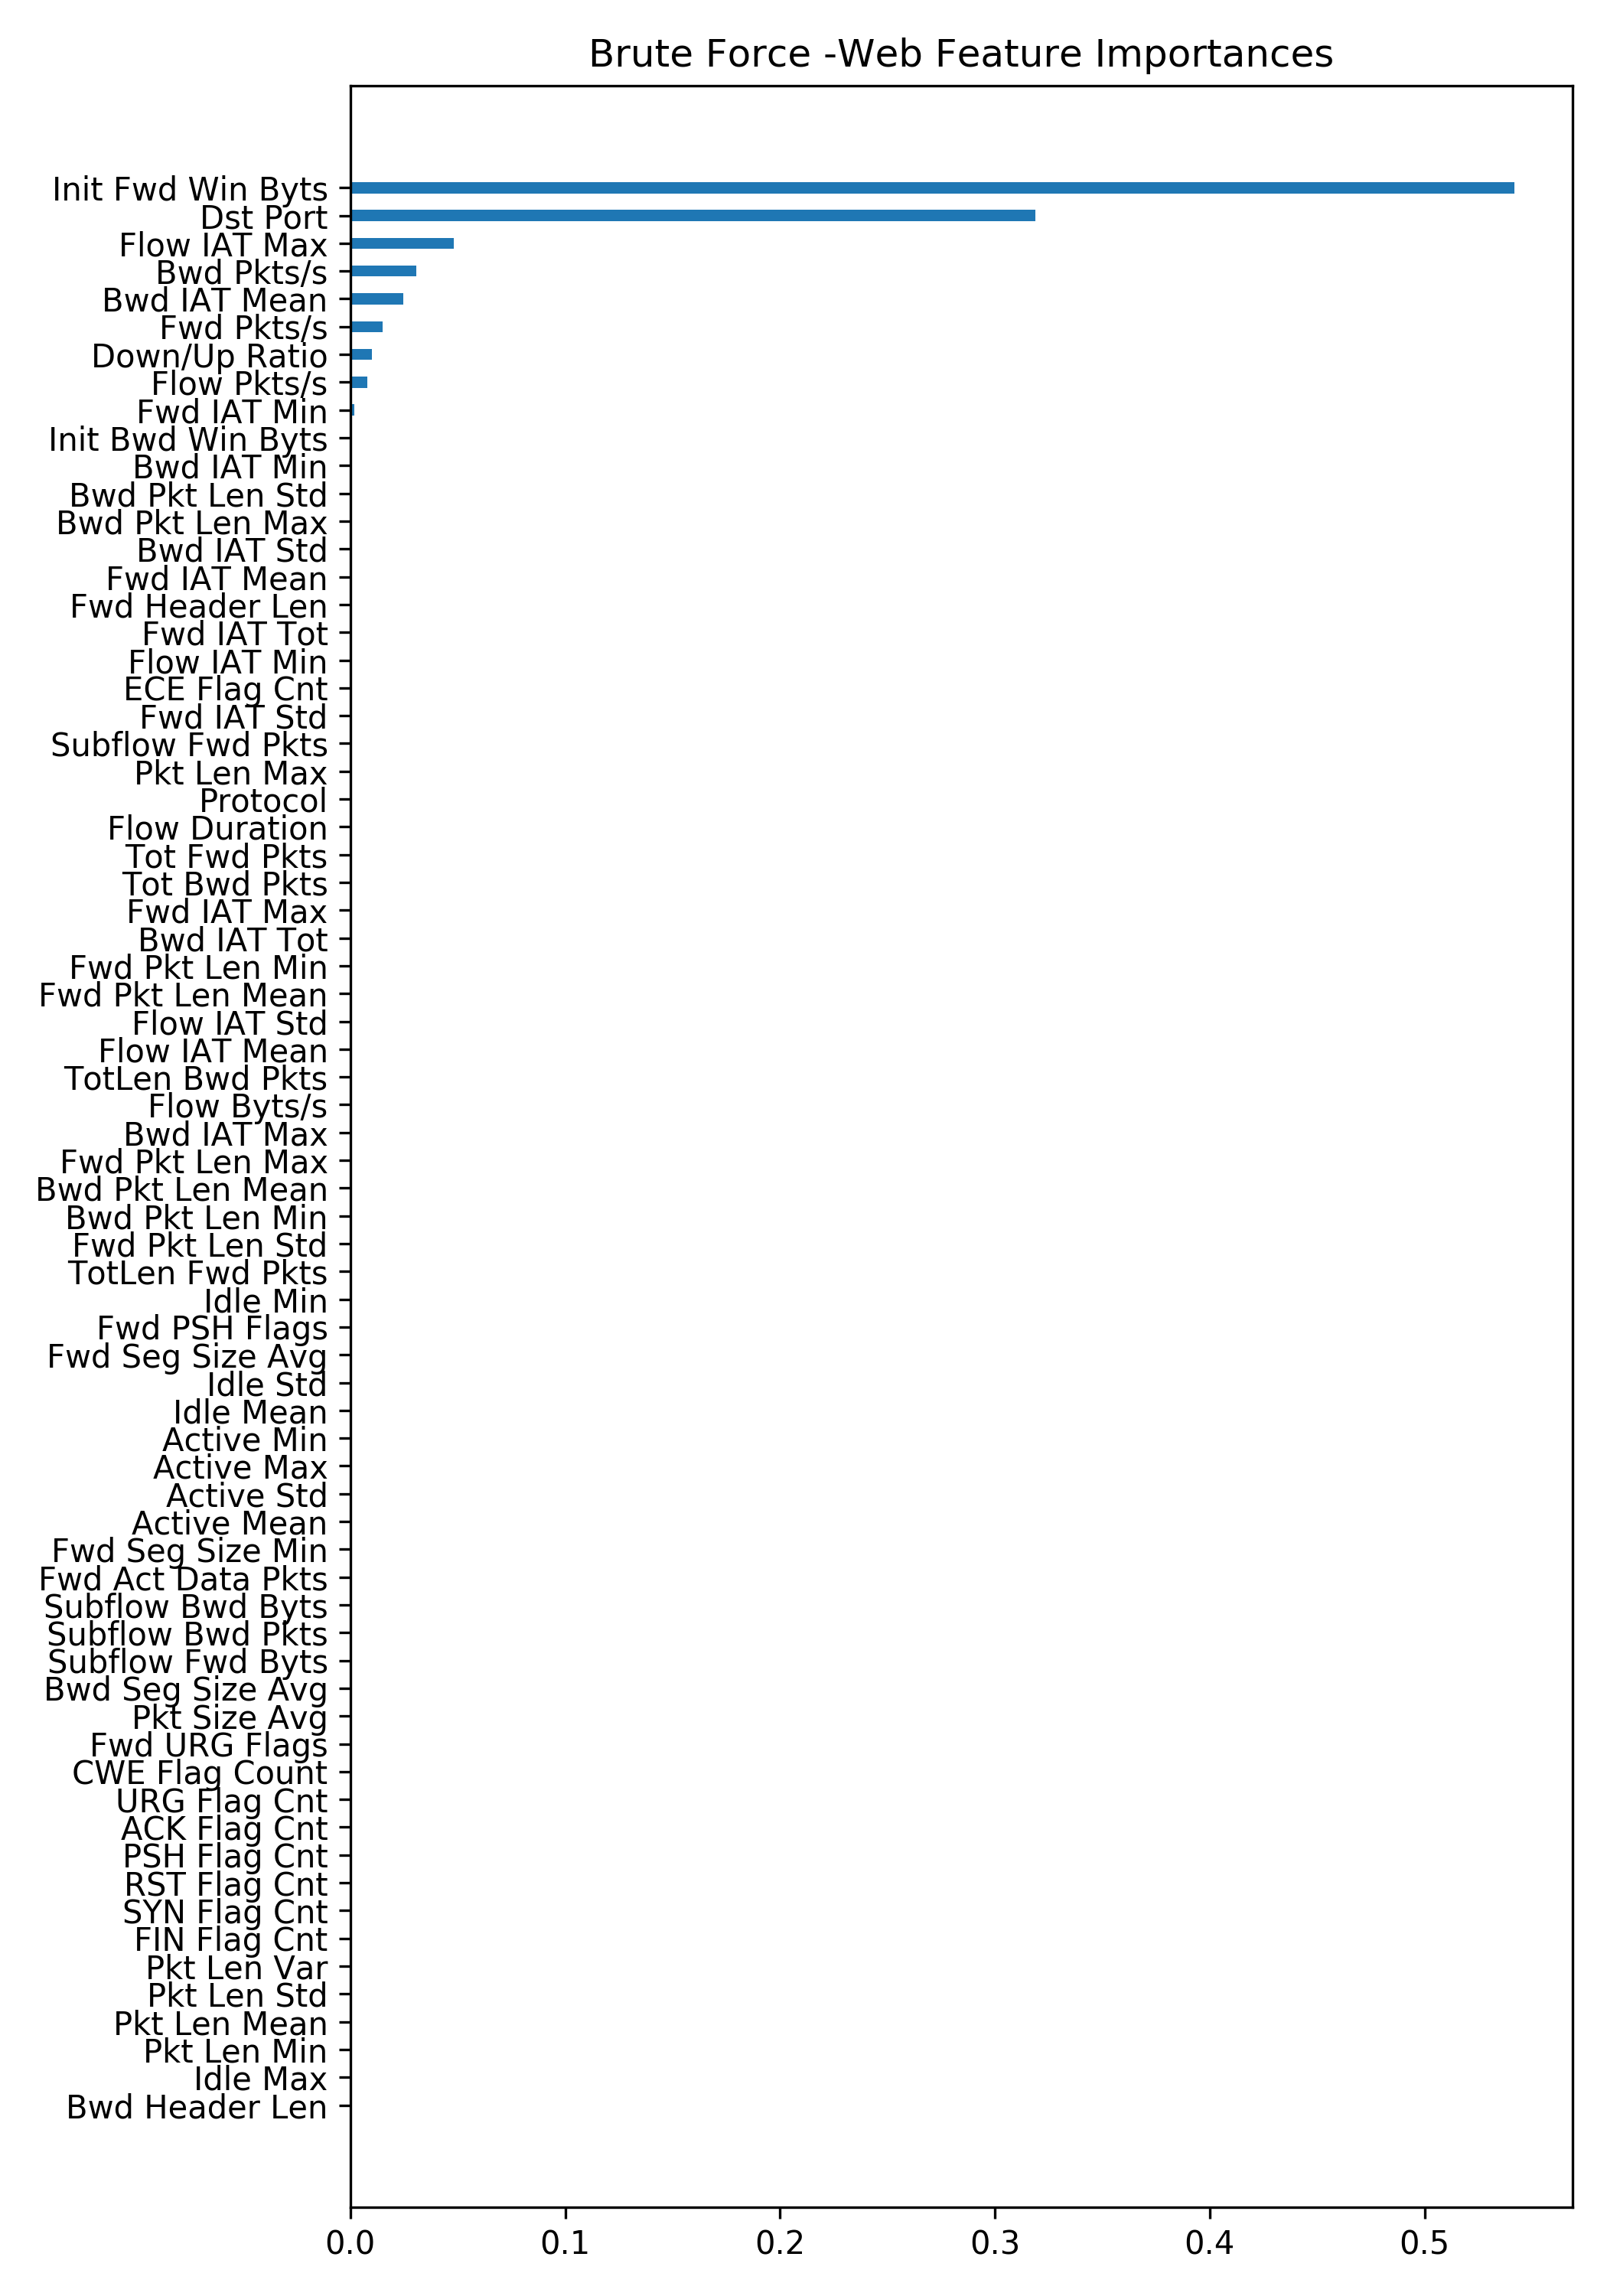 Brute Force -Web Feature Importances
Init Fwd Win Byts
Dst Port
Flow IAT Max
Bwd Pkts/s
Bwd IAT Mean
Fwd Pkts/s
Down/Up Ratio
Flow Pkts/s
Fwd IAT Min
Init Bwd Win Byts
Bwd IAT Min
Bwd Pkt Len Std
Bwd Pkt Len Max
Bwd IAT Std
Fwd IAT Mean
Fwd Header Len
Fwd IAT Tot
Flow IAT Min
ECE Flag Cnt
Fwd IAT Std
Subflow Fwd Pkts
Pkt Len Max
Protocol
Flow Duration
Tot Fwd Pkts
Tot Bwd Pkts
Fwd IAT Max
Bwd IAT Tot
Fwd Pkt Len Min
Fwd Pkt Len Mean
Flow IAT Std
Flow IAT Mean
TotLen Bwd Pkts
Flow Byts/s
Bwd IAT Max
Fwd Pkt Len Max
Bwd Pkt Len Mean
Bwd Pkt Len Min
Fwd Pkt Len Std
TotLen Fwd Pkts
Idle Min
Fwd PSH Flags
Fwd Seg Size Avg
Idle Std
Idle Mean
Active Min
Active Max
Active Std
Active Mean
Fwd Seg Size Min
Fwd Act Data Pkts
Subflow Bwd Byts
Subflow Bwd Pkts
Subflow Fwd Byts
Bwd Seg Size Avg
Pkt Size Avg
Fwd URG Flags
CWE Flag Count
URG Flag Cnt
ACK Flag Cnt
PSH Flag Cnt
RST Flag Cnt
SYN Flag Cnt
FIN Flag Cnt
Pkt Len Var
Pkt Len Std
Pkt Len Mean
Pkt Len Min
Idle Max
Bwd Header Len
0.0 0.1 0.2 0.3 0.4 0.5